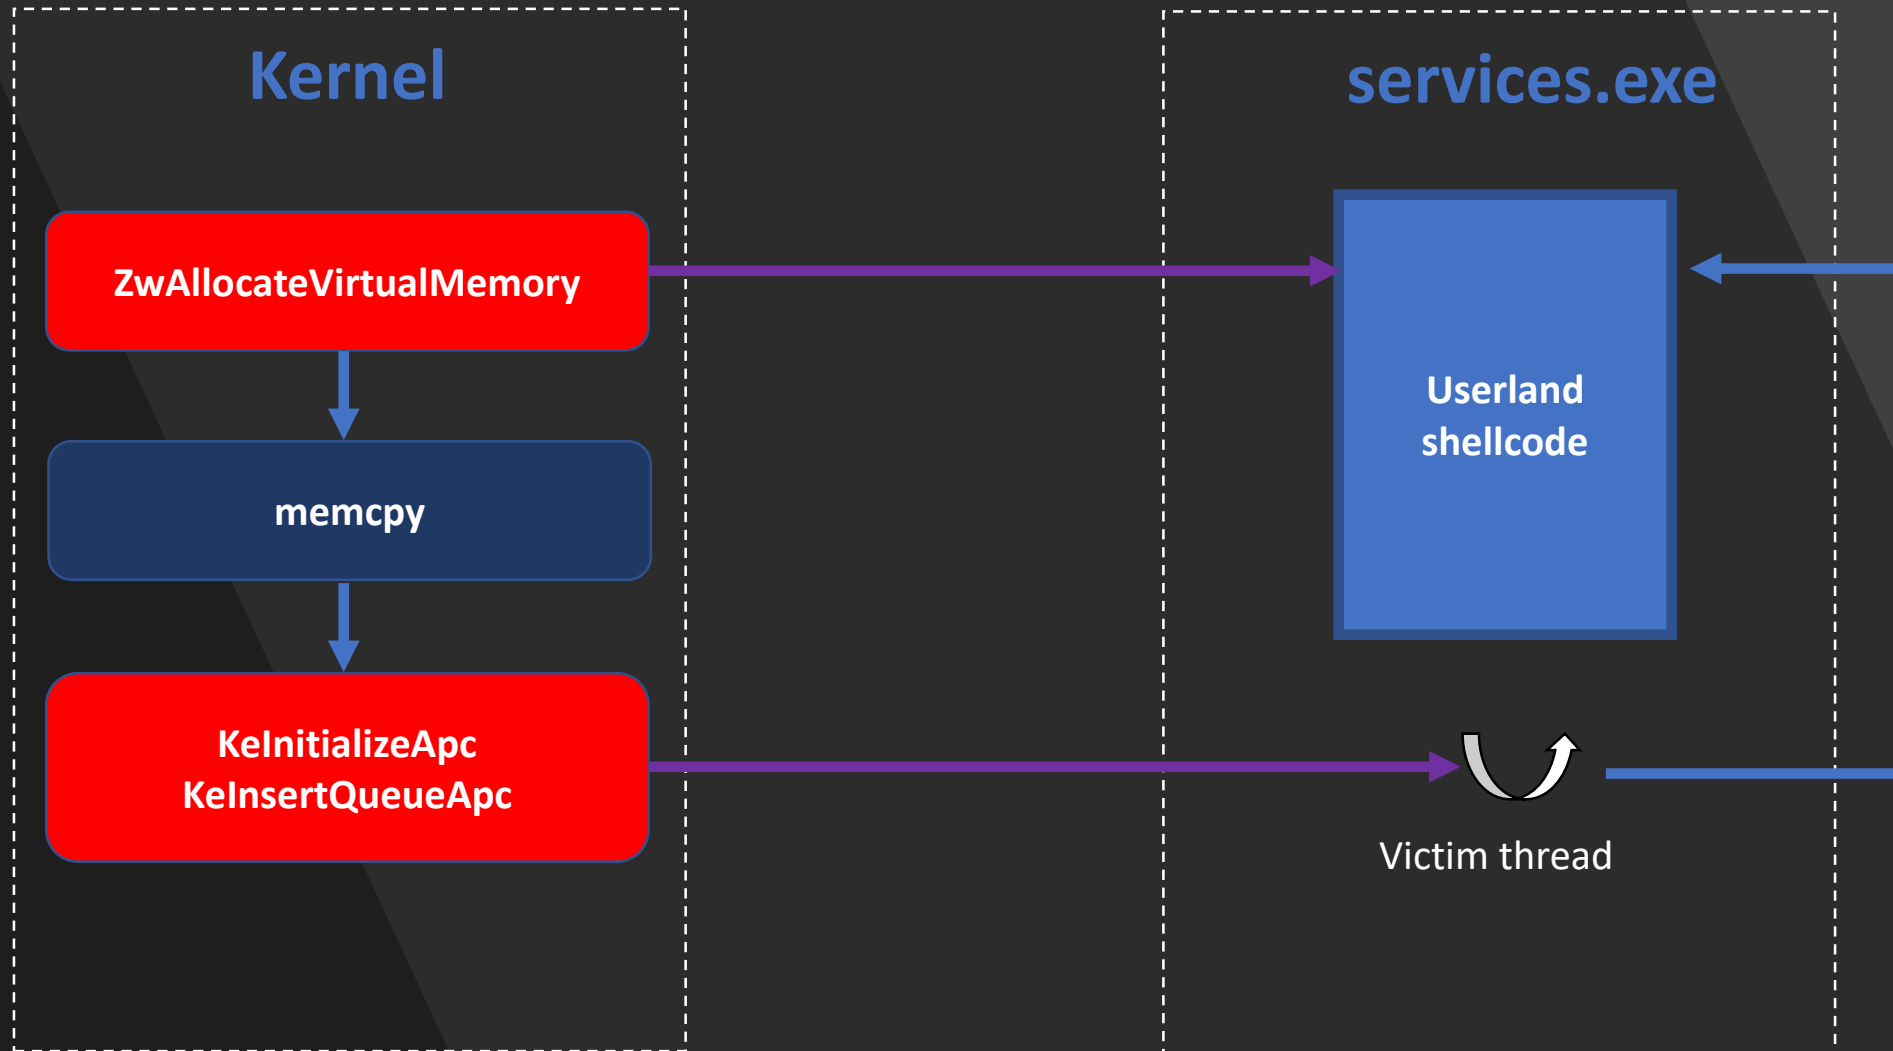 Kernel
services.exe
ZwAllocateVirtualMemory
Userland
shellcode
memcpy
KeInitializeApc
KeInsertQueueApc
Victim thread